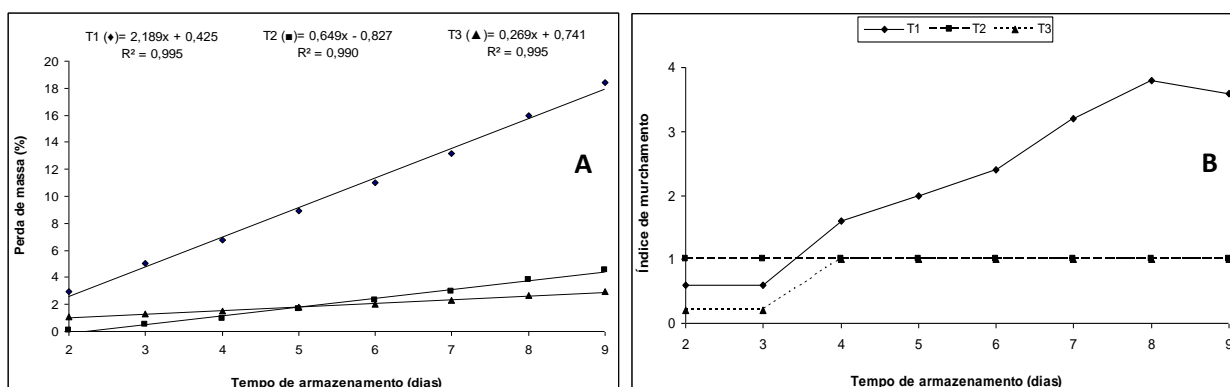 T1 (♦)= 2,189x + 0,425 T2 (■)= 0,649x - 0,827 T3 (▲)=0,269x + 0,741
R² = 0,995 R² = 0,990 R² = 0,995
Perda de massa (%)
20
18
16
14
12
10
8
6
4
2
0
2 3 4 5 6 7 8 9
Tempo de armazenamento (dias)
A
T1 T2 T3
Índice de murchamento
4
3
2
1
0
2 3 4 5 6 7 8 9
Tempo de armazenamento (dias)
B